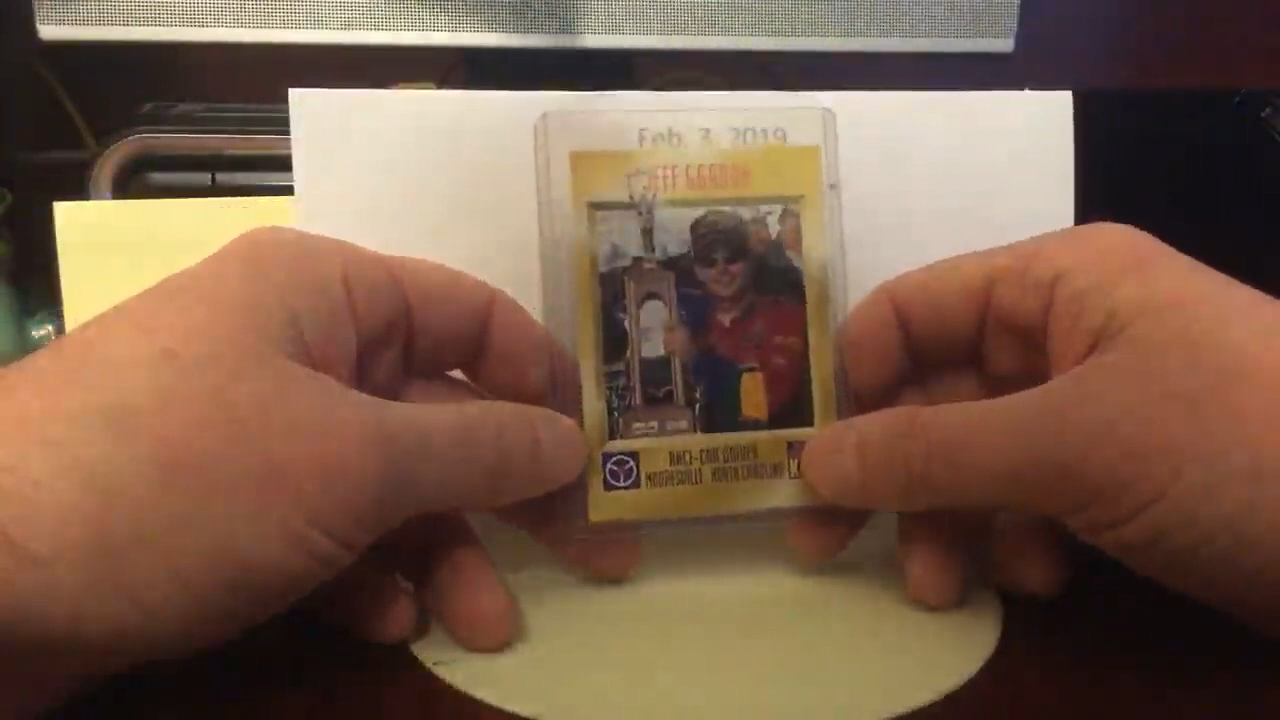 Feb. 3, 2019
JEFF GORDON
RACE-CAR DRIVER
MOORESVILLE NORTH CAROLINA